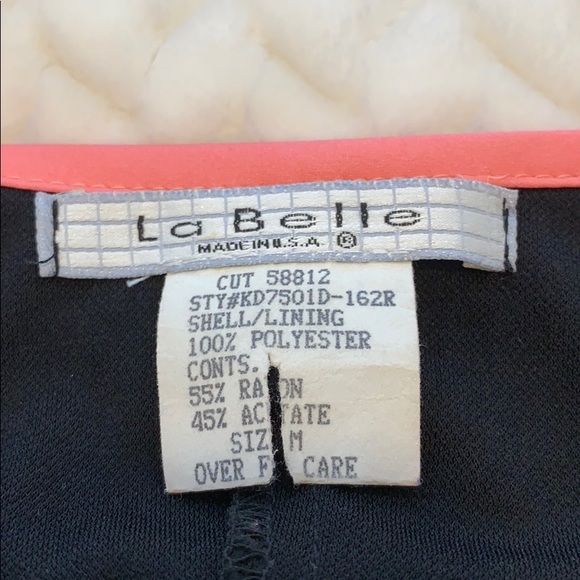 La Belle
MADE IN U.S.A. ®
CUT 58812
STY#KD7501D-162R
SHELL/LINING
100% POLYESTER
CONTS.
55% RA ON
45% AC TATE
SIZ M
OVER F CARE